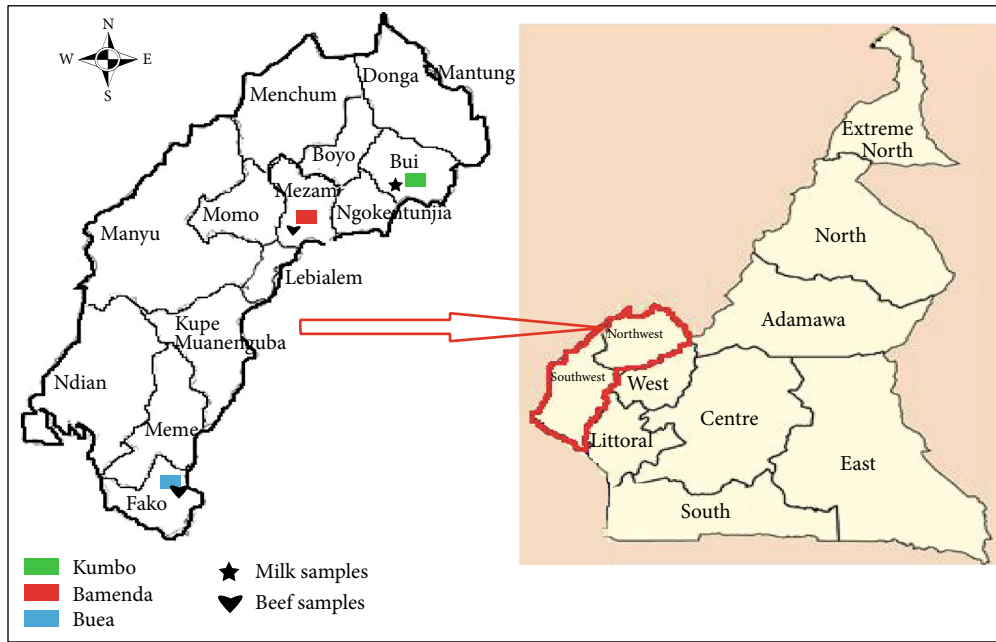 N
W E
S
Donga
Mantung
Menchum
Boyo
Bui
Mezam
Momo
Ngokentunjia
Manyu
Lebialem
Kupe
Muanenguba
Ndian
Meme
Fako
Extreme
North
North
Adamawa
Northwest
Southwest
West
Centre
Littoral
East
South
Kumbo
Bamenda
Buea
Milk samples
Beef samples